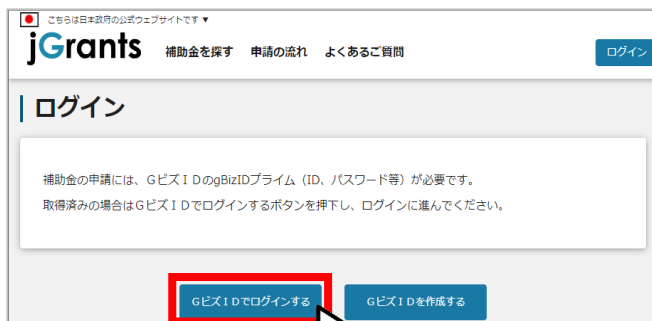 こちらは日本政府の公式ウェブサイトです ▼
jGrants 補助金を探す 申請の流れ よくあるご質問 ログイン
ログイン
補助金の申請には、GビズIDのgBizIDプライム（ID、パスワード等）が必要です。
取得済みの場合はGビズIDでログインするボタンを押下し、ログインに進んでください。
GビズIDでログインする GビズIDを作成する